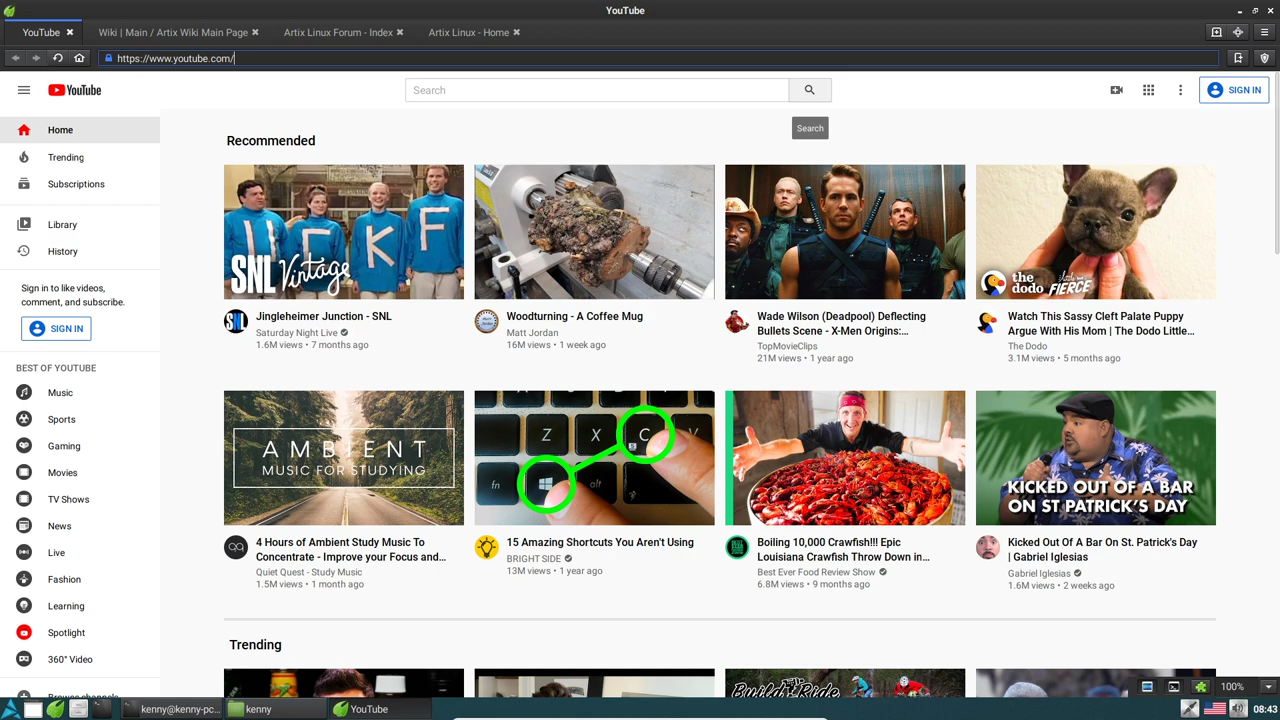 YouTube
YouTube
Wiki | Main / Artix Wiki Main Page
Artix Linux Forum - Index
Artix Linux - Home
https://www.youtube.com/
YouTube
Search
SIGN IN
Search
Home
Trending
Subscriptions
Library
History
Sign in to like videos,
comment, and subscribe.
SIGN IN
BEST OF YOUTUBE
Music
Sports
Gaming
Movies
TV Shows
News
Live
Fashion
Learning
Spotlight
360° Video
Browse channels
Recommended
U C K F
SNL Vintage
Jingleheimer Junction - SNL
Saturday Night Live
1.6M views • 7 months ago
Woodturning - A Coffee Mug
Matt Jordan
16M views • 1 week ago
Wade Wilson (Deadpool) Deflecting
Bullets Scene - X-Men Origins:...
TopMovieClips
21M views • 1 year ago
the dodo
little but FIERCE
Watch This Sassy Cleft Palate Puppy
Argue With His Mom | The Dodo Little...
The Dodo
3.1M views • 5 months ago
AMBIENT
MUSIC FOR STUDYING
4 Hours of Ambient Study Music To
Concentrate - Improve your Focus and...
Quiet Quest - Study Music
1.5M views • 1 month ago
Z X C V
fn alt
15 Amazing Shortcuts You Aren't Using
BRIGHT SIDE
13M views • 1 year ago
Boiling 10,000 Crawfish!!! Epic
Louisiana Crawfish Throw Down in...
Best Ever Food Review Show
6.8M views • 9 months ago
KICKED OUT OF A BAR
ON ST PATRICK'S DAY
Kicked Out Of A Bar On St. Patrick's Day
| Gabriel Iglesias
Gabriel Iglesias
1.6M views • 2 weeks ago
Trending
Build & Ride
100%
kenny@kenny-pc...
kenny
YouTube
08:43